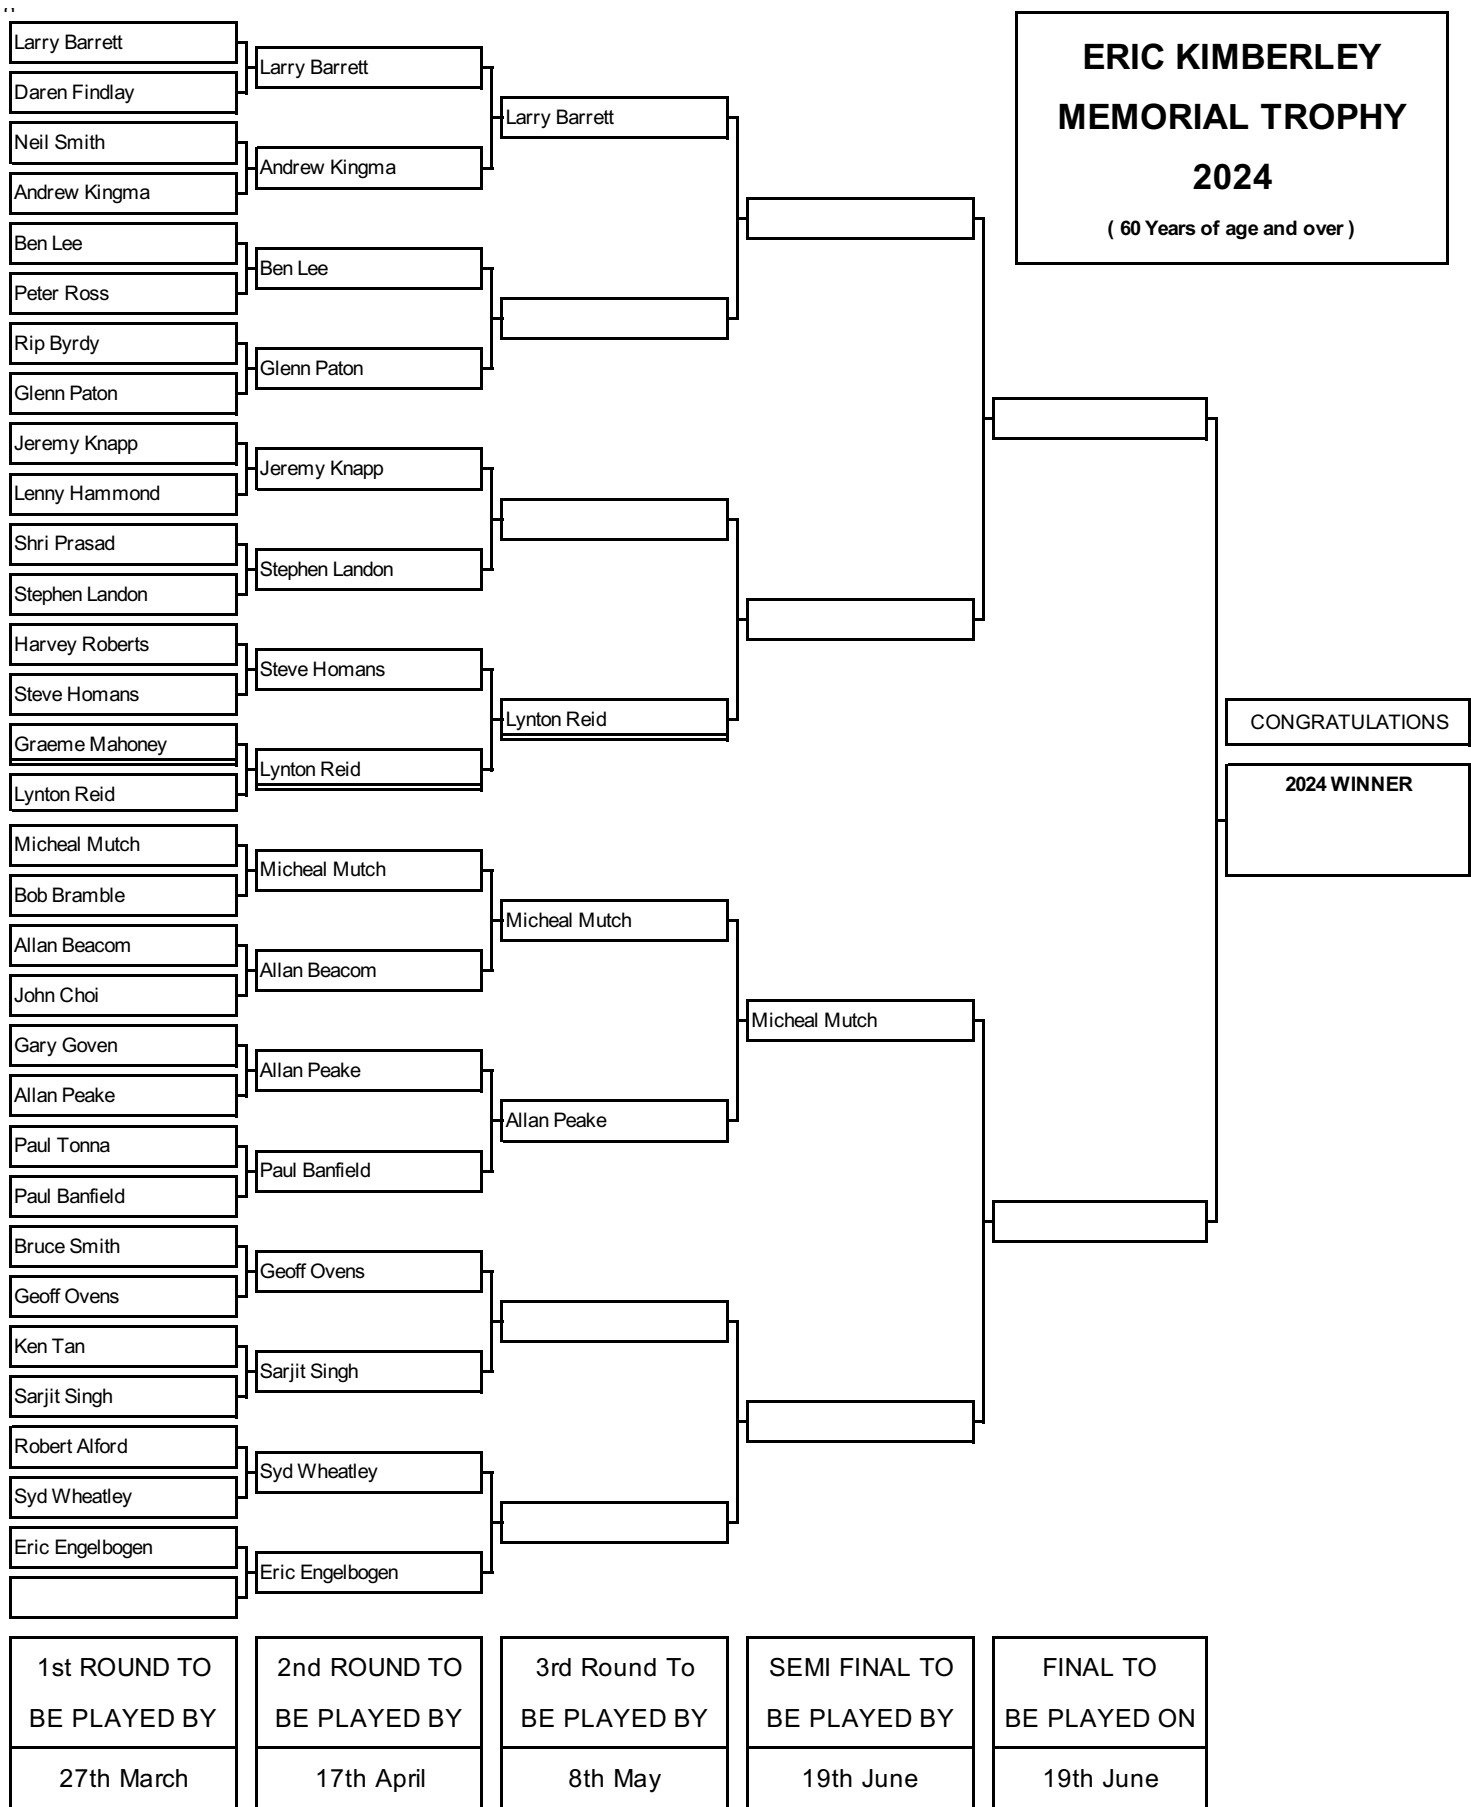 ERIC KIMBERLEY
MEMORIAL TROPHY
2024
( 60 Years of age and over )
Larry Barrett
Daren Findlay
Neil Smith
Andrew Kingma
Ben Lee
Peter Ross
Rip Byrdy
Glenn Paton
Jeremy Knapp
Lenny Hammond
Shri Prasad
Stephen Landon
Harvey Roberts
Steve Homans
Graeme Mahoney
Lynton Reid
Micheal Mutch
Bob Bramble
Allan Beacom
John Choi
Gary Goven
Allan Peake
Paul Tonna
Paul Banfield
Bruce Smith
Geoff Ovens
Ken Tan
Sarjit Singh
Robert Alford
Syd Wheatley
Eric Engelbogen
Larry Barrett
Andrew Kingma
Ben Lee
Glenn Paton
Jeremy Knapp
Stephen Landon
Steve Homans
Lynton Reid
Micheal Mutch
Allan Beacom
Allan Peake
Paul Banfield
Geoff Ovens
Sarjit Singh
Syd Wheatley
Eric Engelbogen
Larry Barrett
Lynton Reid
Micheal Mutch
Allan Peake
Micheal Mutch
CONGRATULATIONS
2024 WINNER
1st ROUND TO
BE PLAYED BY
27th March
2nd ROUND TO
BE PLAYED BY
17th April
3rd Round To
BE PLAYED BY
8th May
SEMI FINAL TO
BE PLAYED BY
19th June
FINAL TO
BE PLAYED ON
19th June